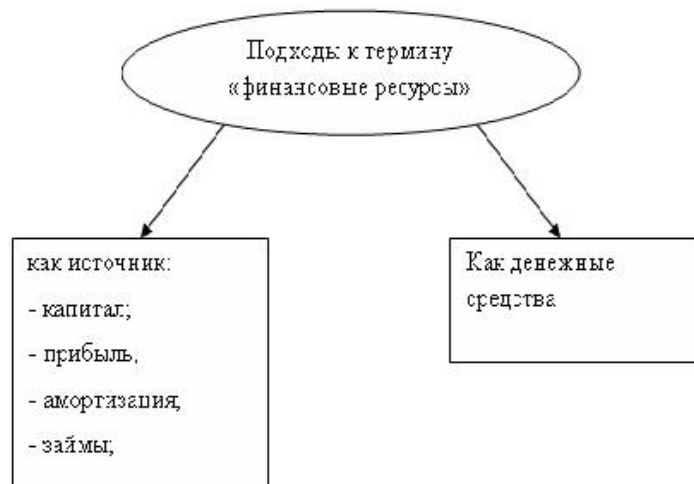 Подходы к термину
«финансовые ресурсы»
как источник:
- капитал;
- прибыль;
- амортизация;
- займы;
Как денежные
средства